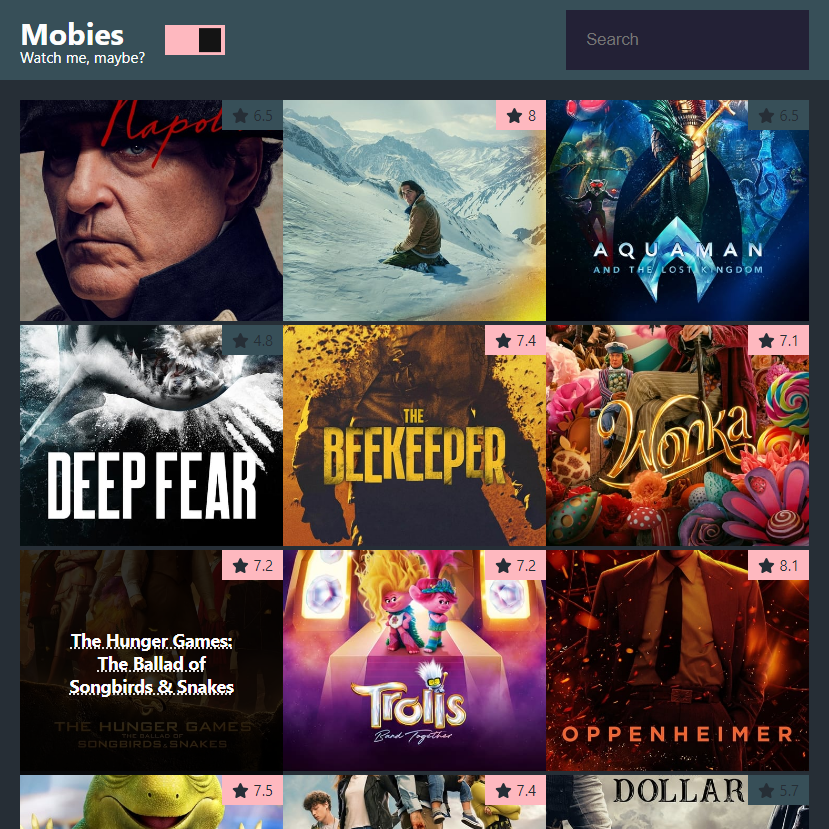 Mobies
Watch me, maybe?
Search
6.5
8
6.5
AQUAMAN
AND THE LOST KINGDOM
4.8
DEEP FEAR
7.4
THE
BEEKEEPER
7.1
Wonka
7.2
The Hunger Games:
The Ballad of
Songbirds & Snakes
THE HUNGER GAMES
THE BALLAD OF
SONGBIRDS & SNAKES
7.2
Trolls
Band Together
8.1
OPPENHEIMER
7.5
7.4
DOLLAR
5.7